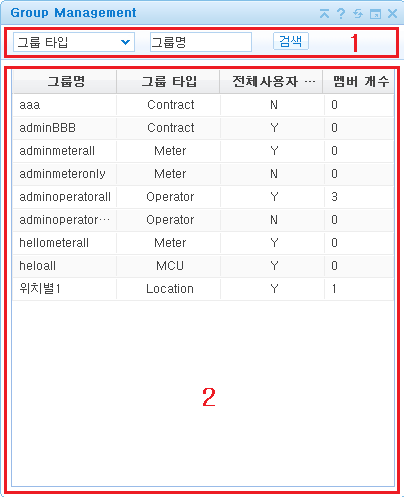 Group Management
그룹 타입 그룹명 검색 1
그룹명 그룹 타입 전체사용자 ... 멤버 개수
aaa Contract N 0
adminBBB Contract Y 0
adminmeterall Meter Y 0
adminmeteronly Meter N 0
adminoperatorall Operator Y 3
adminoperator... Operator N 0
hellometerall Meter Y 0
heloall MCU Y 0
위치별1 Location Y 1
2